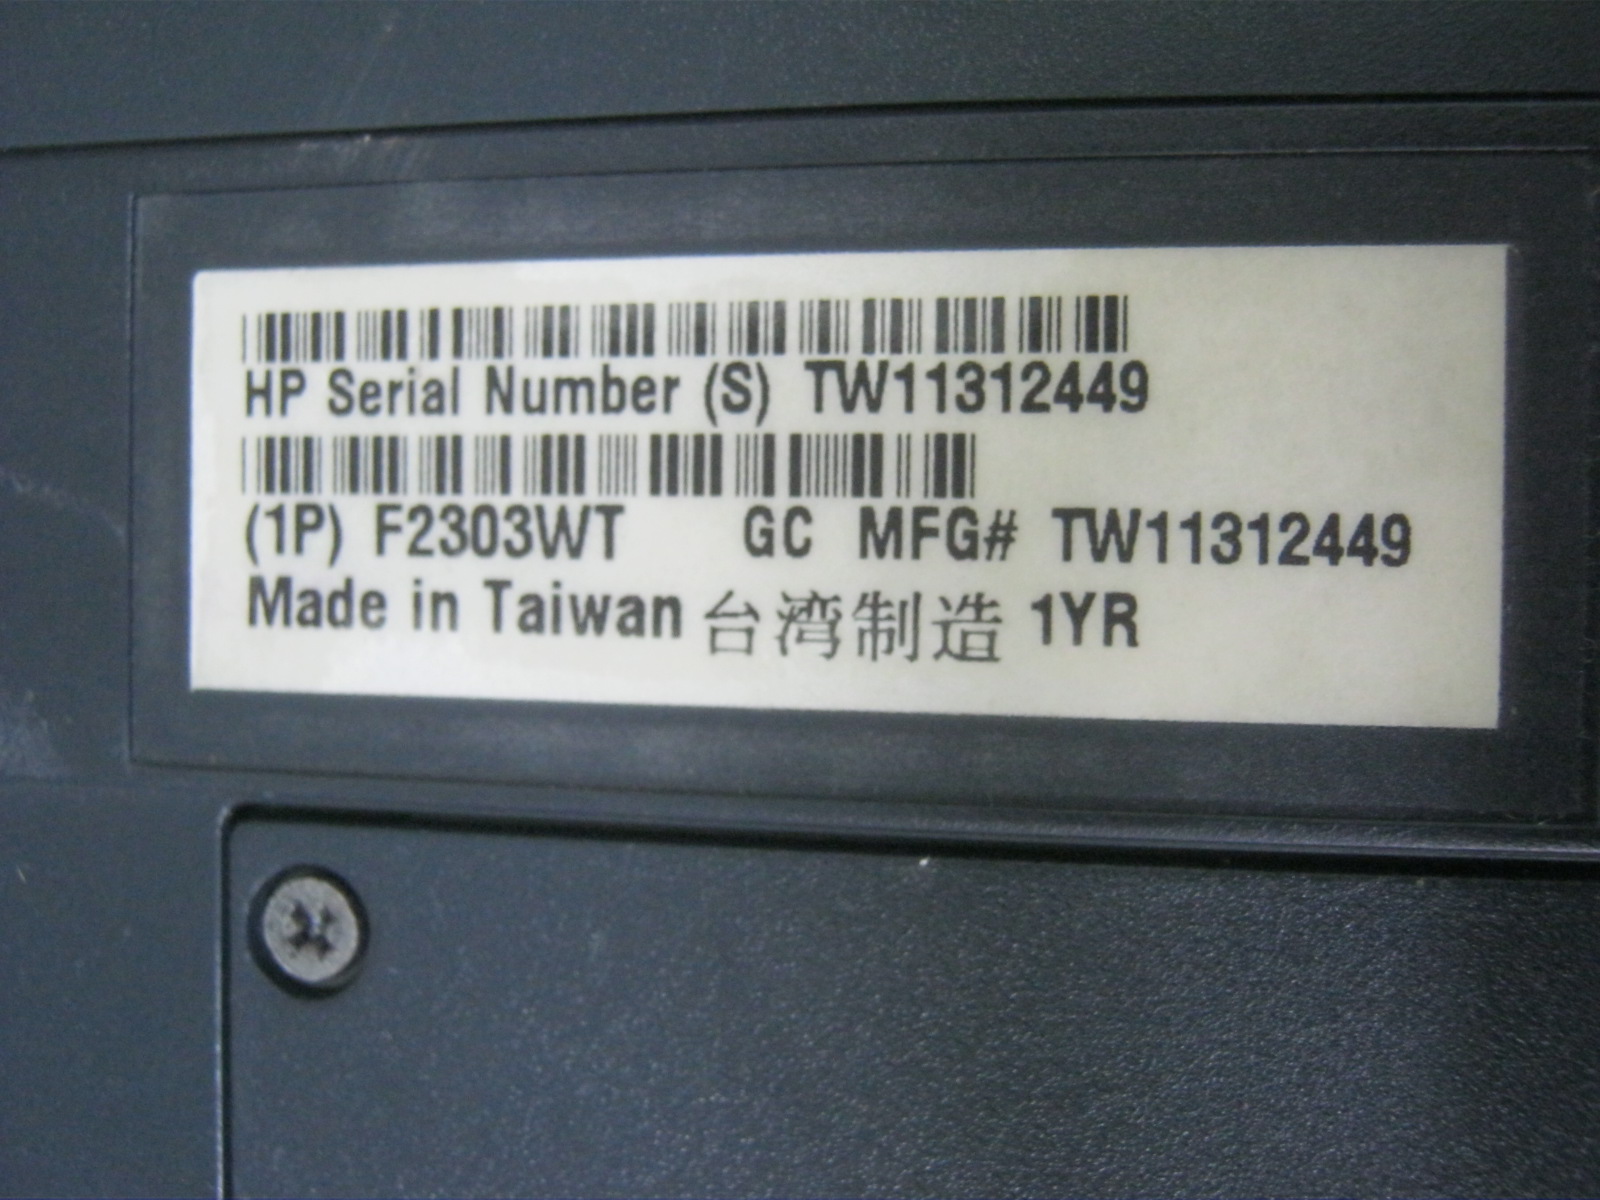 HP Serial Number (S) TW11312449
(1P) F2303WT GC MFG# TW11312449
Made in Taiwan 台湾制造 1YR